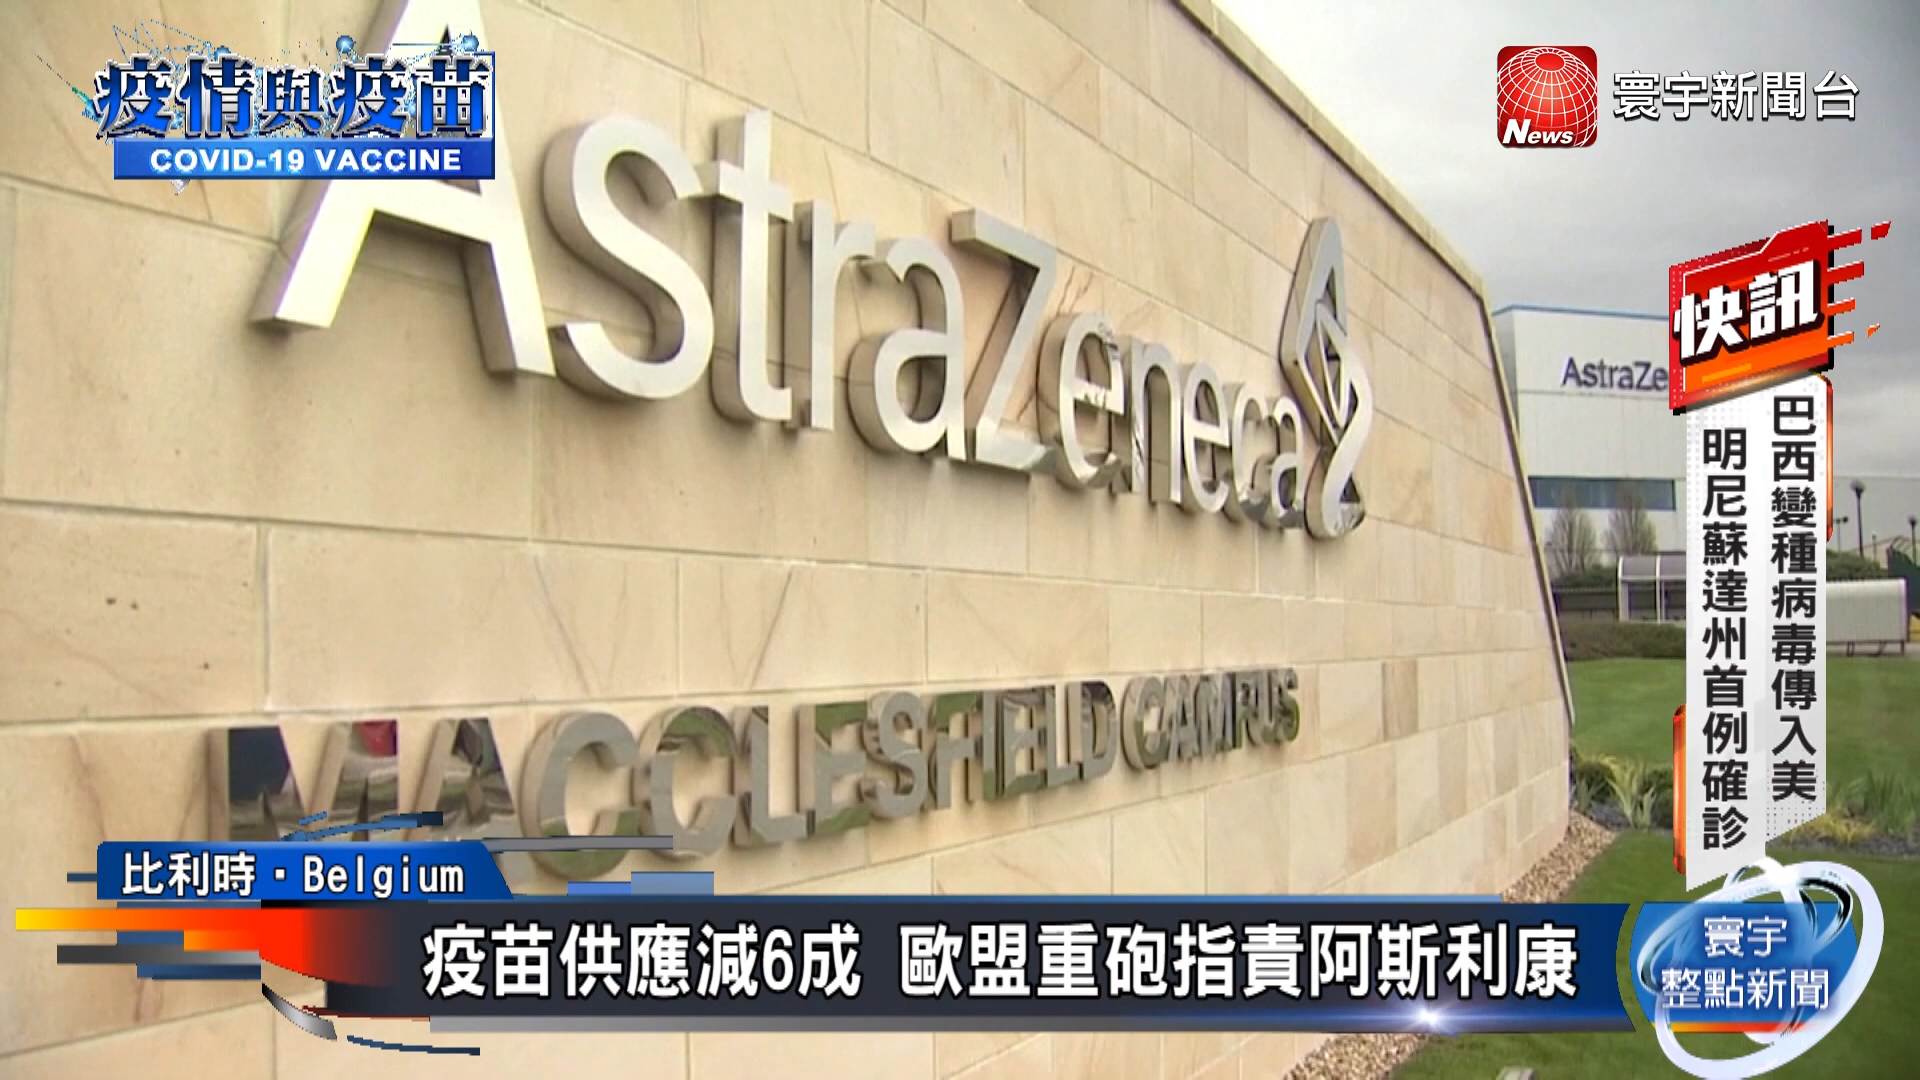 疫情與疫苗
COVID-19 VACCINE
News
寰宇新聞台
AstraZeneca
MACCLESFIELD CAMPUS
AstraZe
快訊
巴西變種病毒傳入美
明尼蘇達州首例確診
比利時·Belgium
疫苗供應減6成 歐盟重砲指責阿斯利康
寰宇
整點新聞